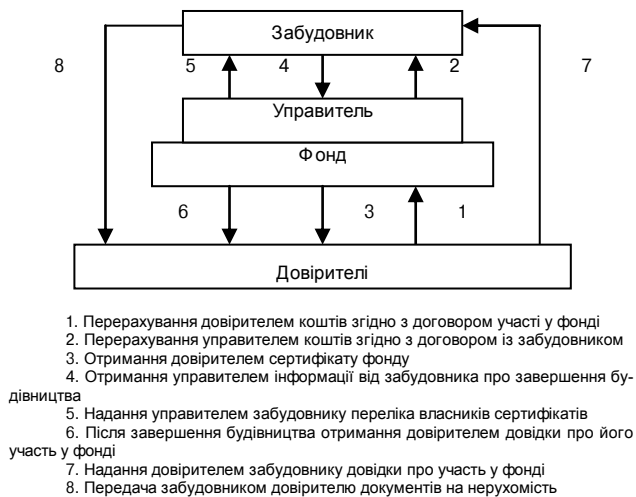 Забудовник
8 5 4 2 7
Управитель
Фонд
6 3 1
Довірителі
1. Перерахування довірителем коштів згідно з договором участі у фонді
2. Перерахування управителем коштів згідно з договором із забудовником
3. Отримання довірителем сертифікату фонду
4. Отримання управителем інформації від забудовника про завершення бу-
дівництва
5. Надання управителем забудовнику переліка власників сертифікатів
6. Після завершення будівництва отримання довірителем довідки про його
участь у фонді
7. Надання довірителем забудовнику довідки про участь у фонді
8. Передача забудовником довірителю документів на нерухомість